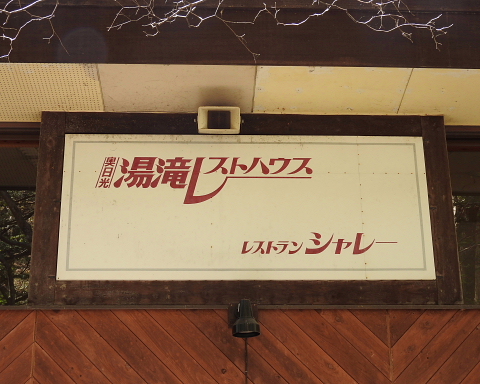 奥日光 湯滝レストハウス
レストラン シャレー